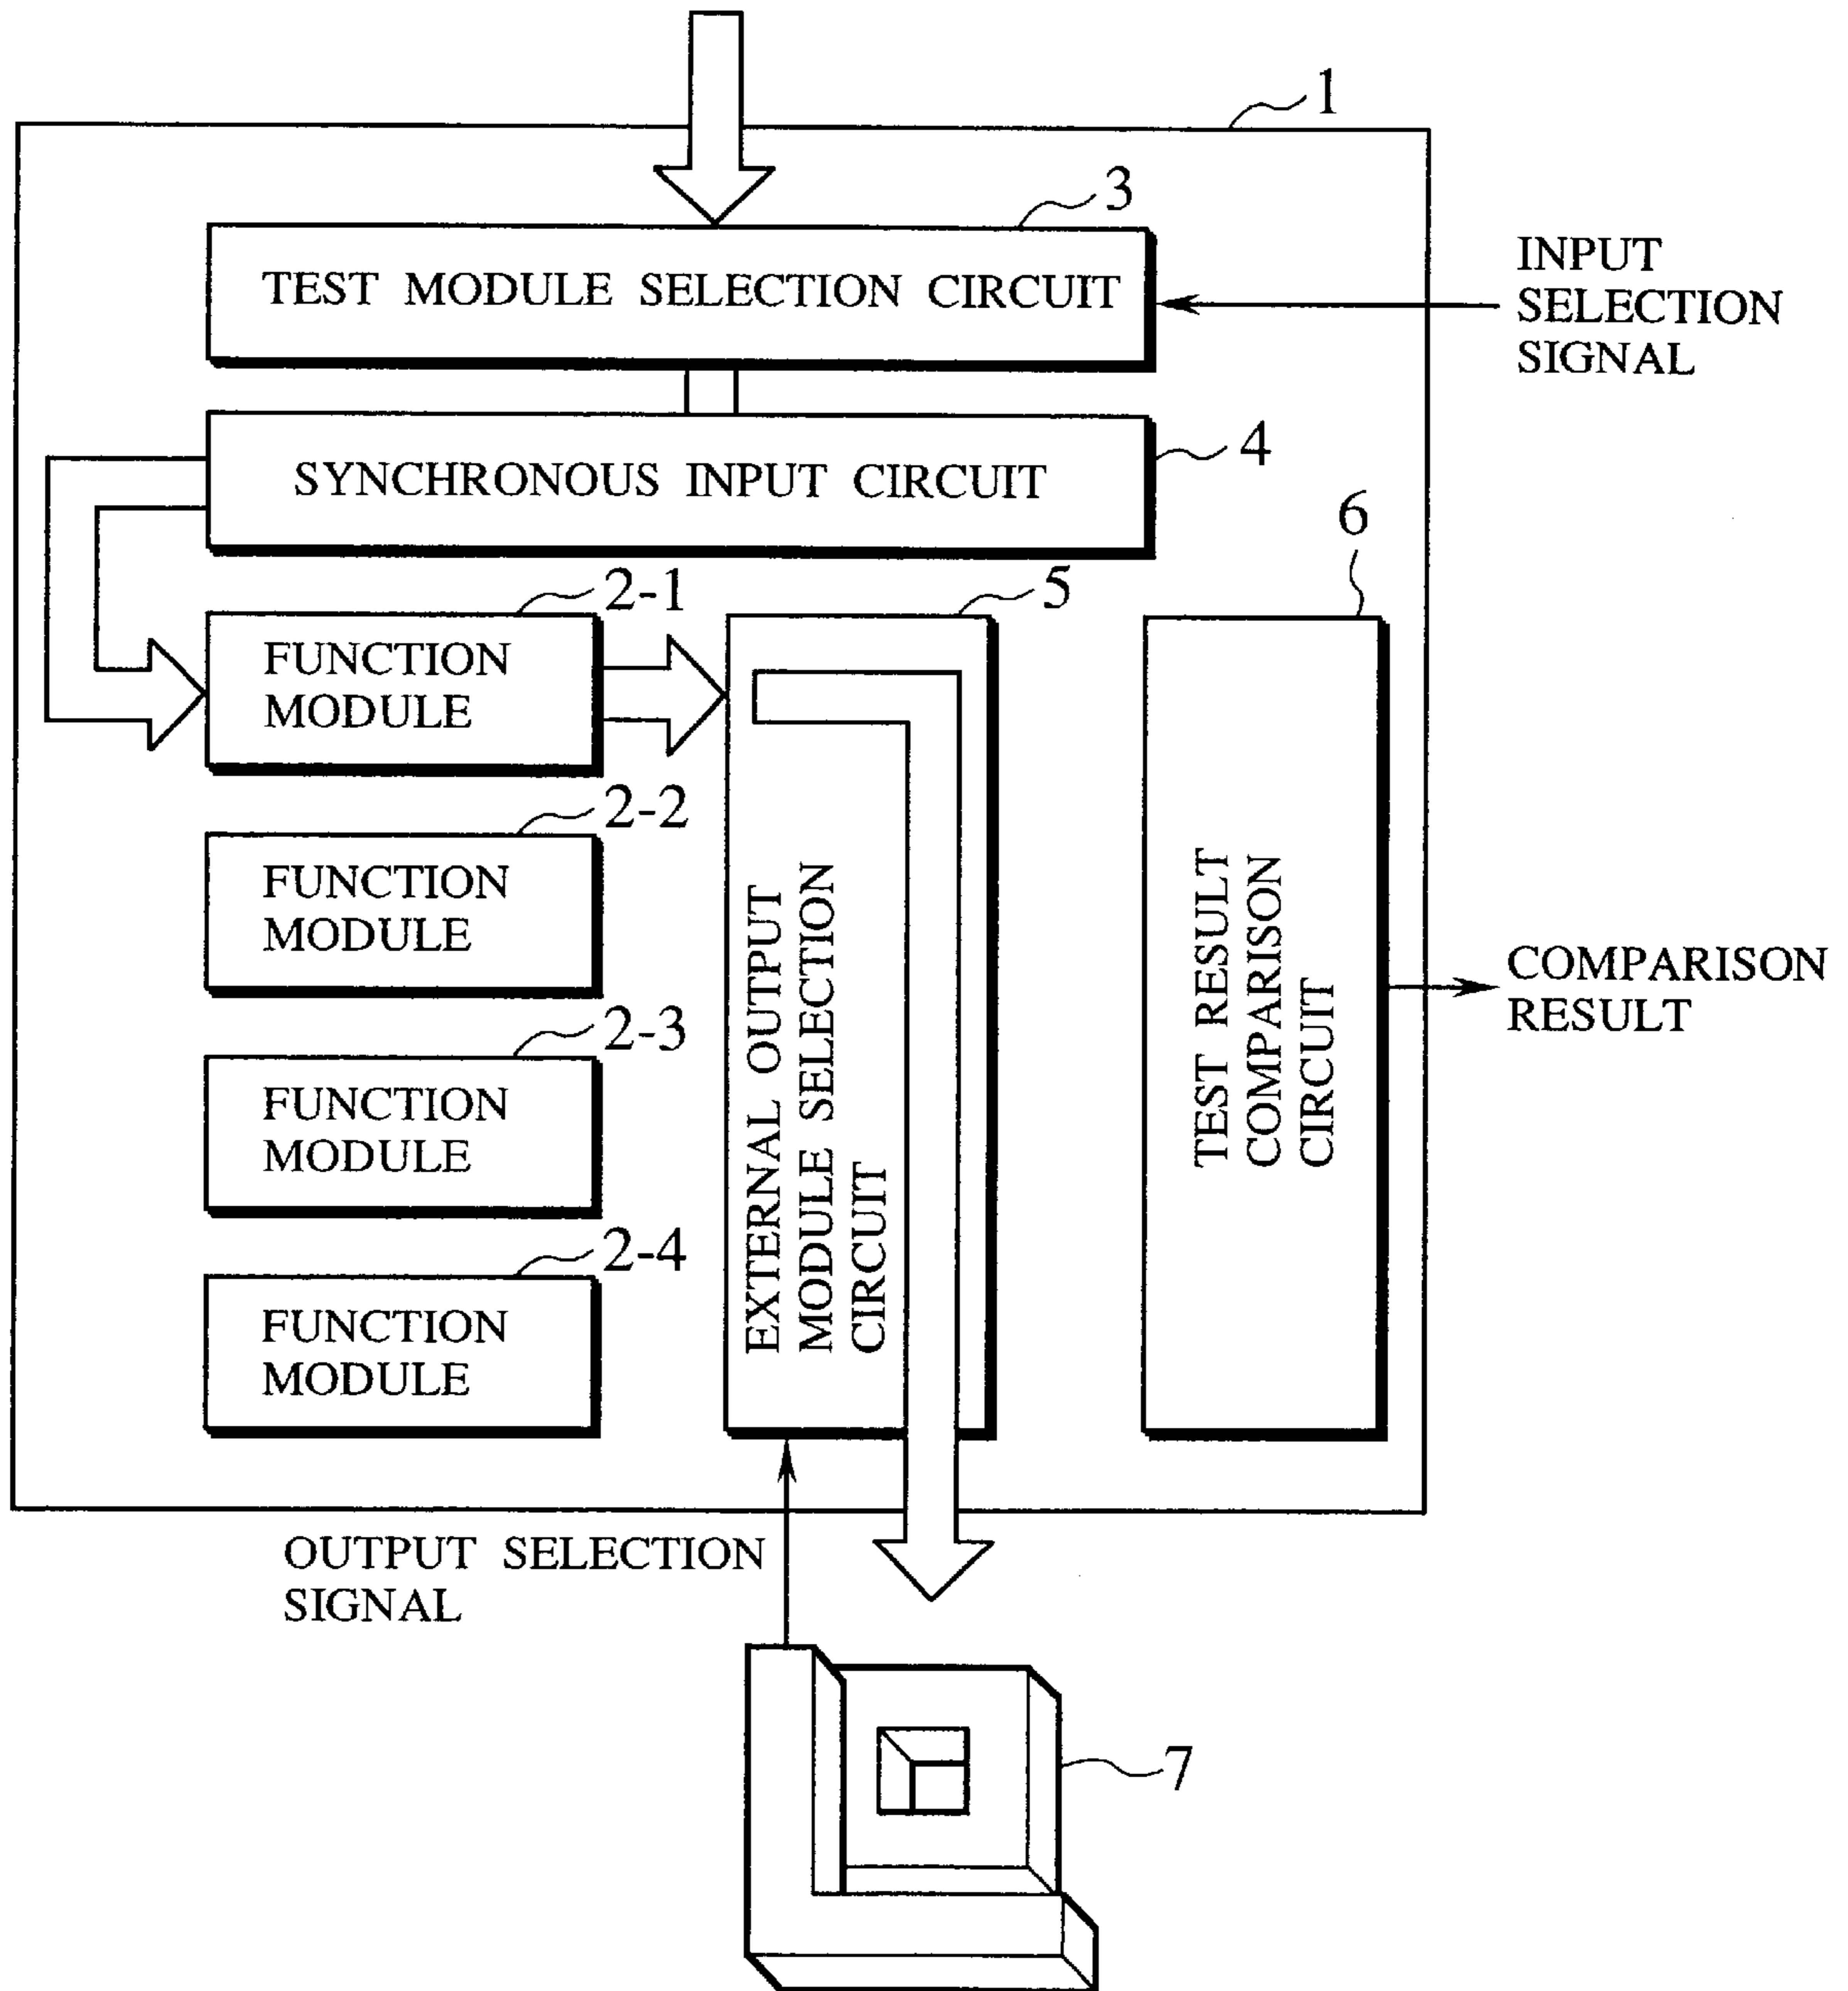 1
3
TEST MODULE SELECTION CIRCUIT
INPUT
SELECTION
SIGNAL
4
SYNCHRONOUS INPUT CIRCUIT
6
2-1
5
FUNCTION
MODULE
2-2
FUNCTION
MODULE
2-3
FUNCTION
MODULE
2-4
FUNCTION
MODULE
EXTERNAL OUTPUT
MODULE SELECTION
CIRCUIT
TEST RESULT
COMPARISON
CIRCUIT
COMPARISON
RESULT
OUTPUT SELECTION
SIGNAL
7